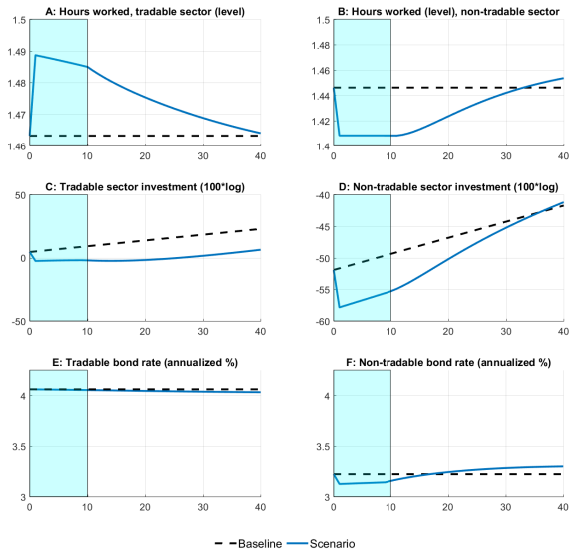 A: Hours worked, tradable sector (level)
1.5
1.49
1.48
1.47
1.46
0 10 20 30 40
B: Hours worked (level), non-tradable sector
1.5
1.48
1.46
1.44
1.42
1.4
0 10 20 30 40
C: Tradable sector investment (100*log)
50
0
-50
0 10 20 30 40
D: Non-tradable sector investment (100*log)
-40
-45
-50
-55
-60
0 10 20 30 40
E: Tradable bond rate (annualized %)
4
3.5
3
0 10 20 30 40
F: Non-tradable bond rate (annualized %)
4
3.5
3
0 10 20 30 40
Baseline Scenario